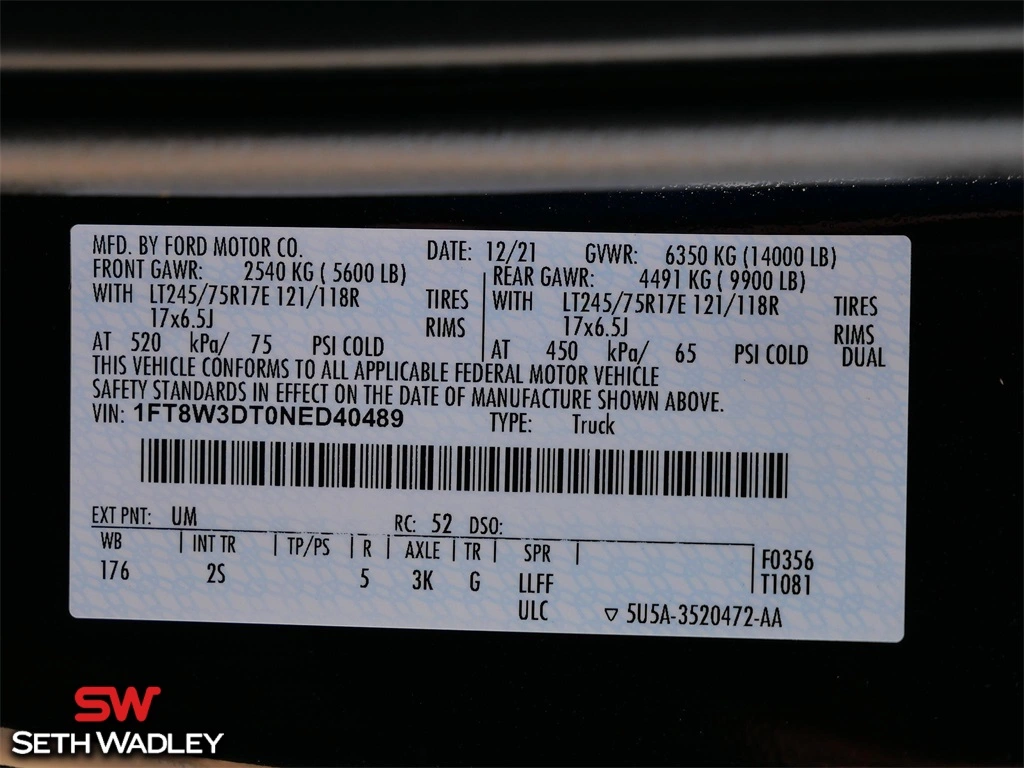 MFD. BY FORD MOTOR CO. DATE: 12/21 GVWR: 6350 KG (14000 LB)
FRONT GAWR: 2540 KG ( 5600 LB) REAR GAWR: 4491 KG ( 9900 LB)
WITH LT245/75R17E 121/118R TIRES WITH LT245/75R17E 121/118R TIRES
17x6.5J RIMS 17x6.5J RIMS
AT 520 kPa/ 75 PSI COLD AT 450 kPa/ 65 PSI COLD DUAL
THIS VEHICLE CONFORMS TO ALL APPLICABLE FEDERAL MOTOR VEHICLE
SAFETY STANDARDS IN EFFECT ON THE DATE OF MANUFACTURE SHOWN ABOVE.
VIN: 1FT8W3DT0NED40489 TYPE: Truck
EXT PNT: UM RC: 52 DSO:
WB INT TR TP/PS R AXLE TR SPR F0356
176 2S 5 3K G LLFF T1081
ULC ▽ 5U5A-3520472-AA
SW
SETH WADLEY